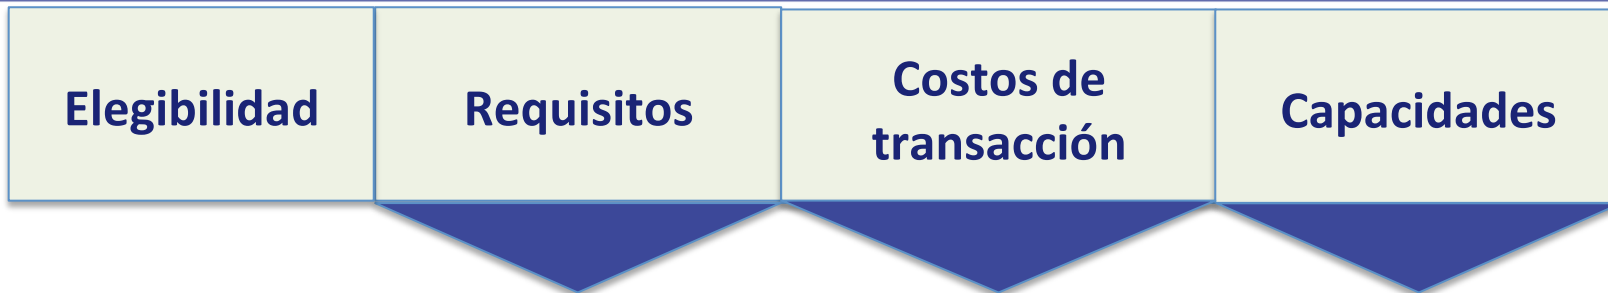 Elegibilidad
Requisitos
Costos de
transacción
Capacidades